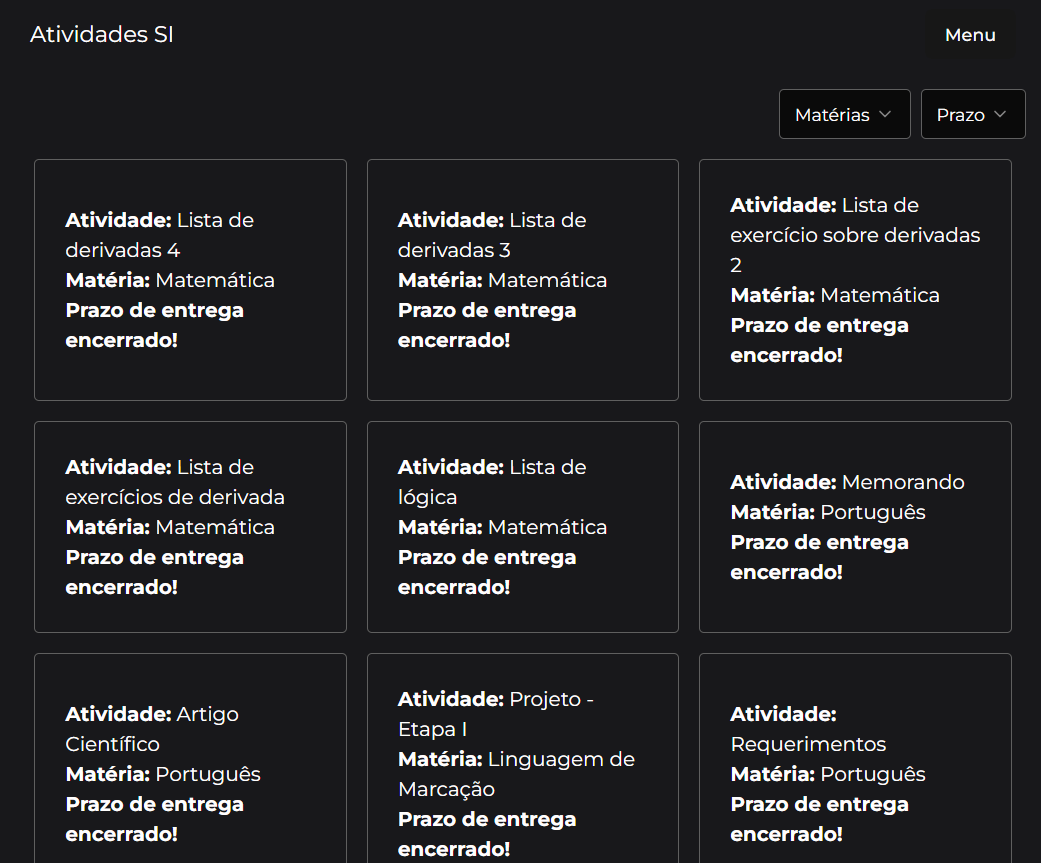 Atividades SI
Menu
Matérias
Prazo
Atividade: Lista de
derivadas 4
Matéria: Matemática
Prazo de entrega
encerrado!
Atividade: Lista de
derivadas 3
Matéria: Matemática
Prazo de entrega
encerrado!
Atividade: Lista de
exercício sobre derivadas
2
Matéria: Matemática
Prazo de entrega
encerrado!
Atividade: Lista de
exercícios de derivada
Matéria: Matemática
Prazo de entrega
encerrado!
Atividade: Lista de
lógica
Matéria: Matemática
Prazo de entrega
encerrado!
Atividade: Memorando
Matéria: Português
Prazo de entrega
encerrado!
Atividade: Artigo
Científico
Matéria: Português
Prazo de entrega
encerrado!
Atividade: Projeto -
Etapa I
Matéria: Linguagem de
Marcação
Prazo de entrega
encerrado!
Atividade:
Requerimentos
Matéria: Português
Prazo de entrega
encerrado!